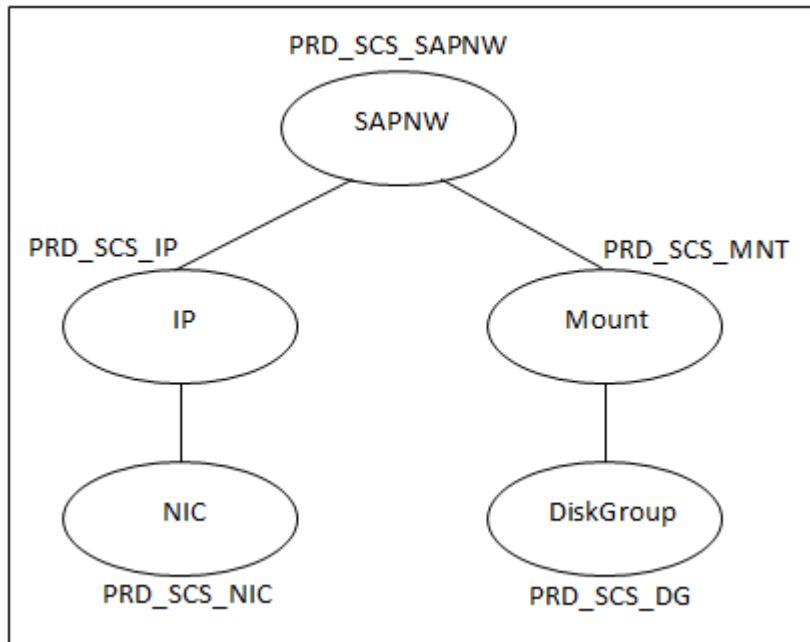 PRD_SCS_SAPNW
SAPNW
PRD_SCS_IP
PRD_SCS_MNT
IP
Mount
NIC
DiskGroup
PRD_SCS_NIC
PRD_SCS_DG